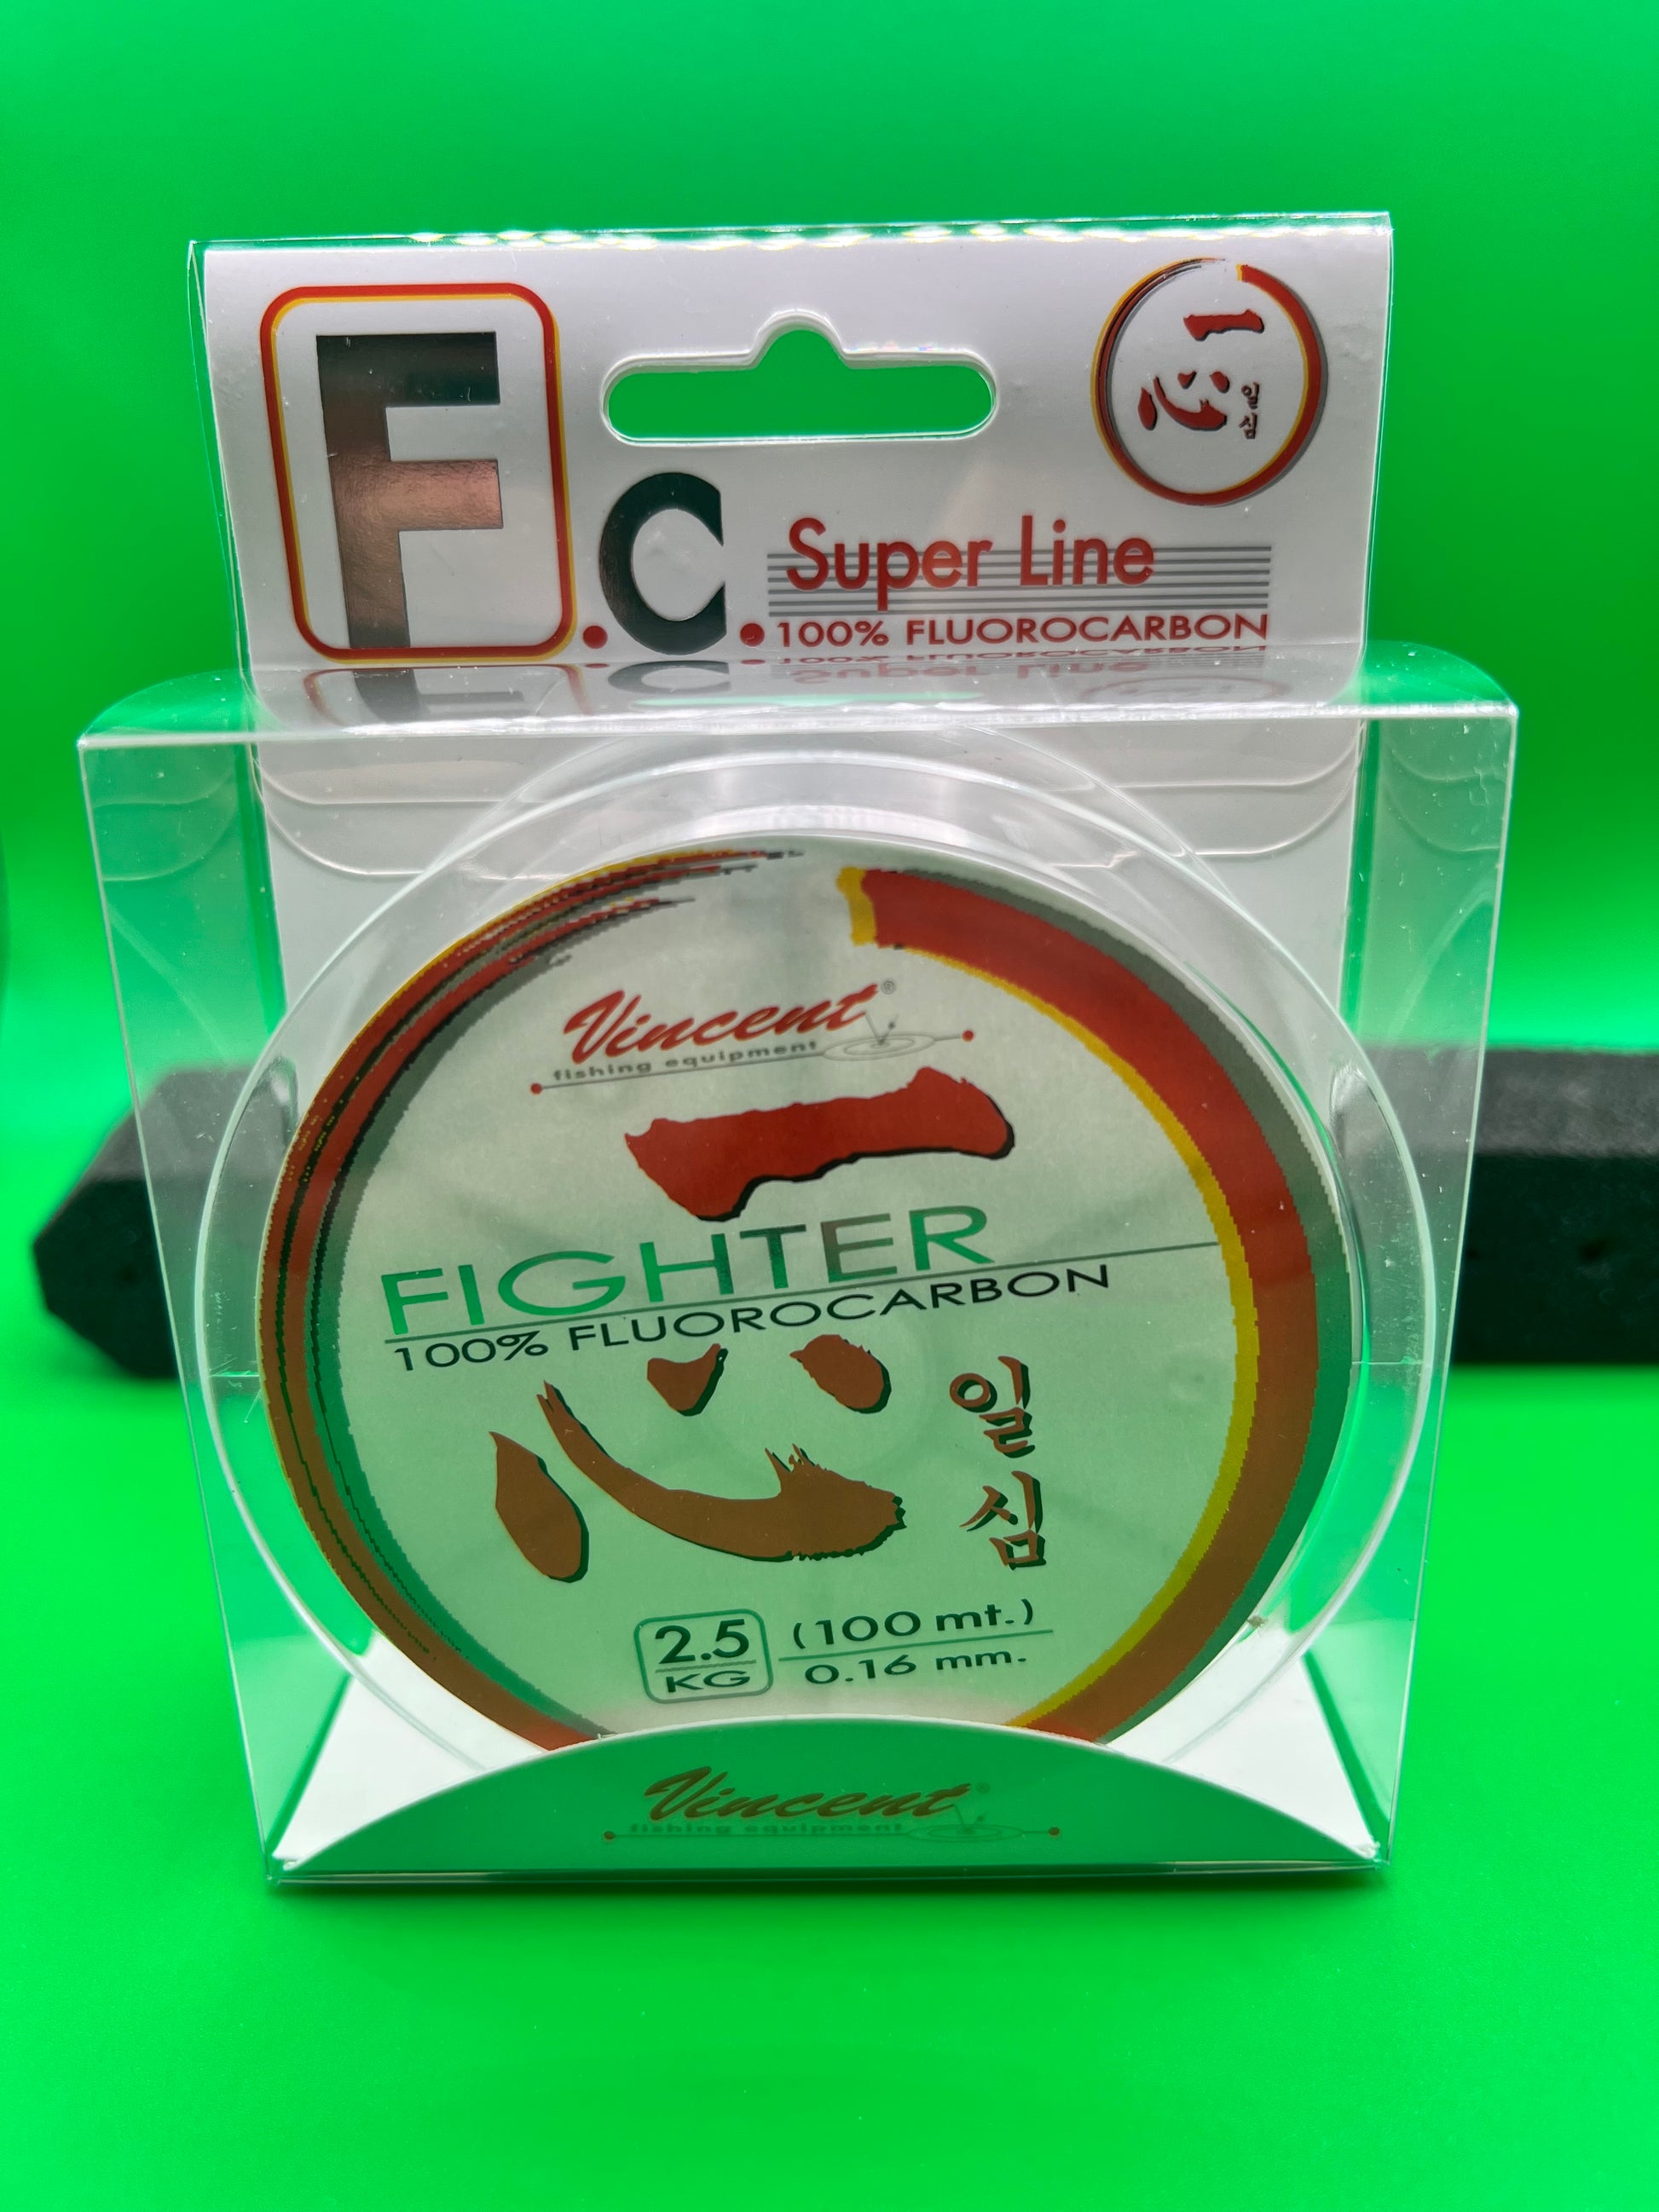 F.c.
一心
일심
Super Line
100% FLUOROCARBON
Vincent®
fishing equipment
一
FIGHTER
100% FLUOROCARBON
心
일심
2.5 KG
(100 mt.)
0.16 mm.
Vincent®
fishing equipment